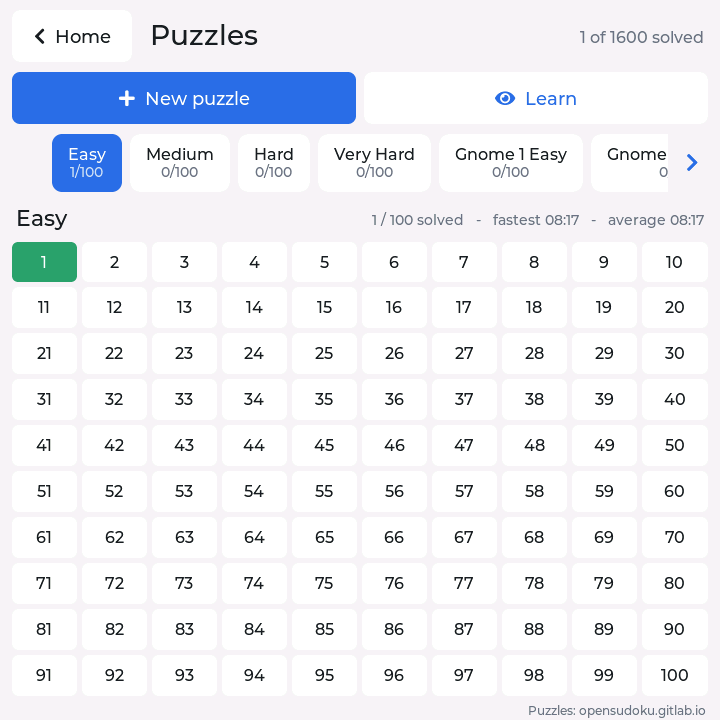 Home Puzzles 1 of 1600 solved
New puzzle Learn
Easy Medium Hard Very Hard Gnome 1 Easy Gnome
1/100 0/100 0/100 0/100 0/100 0
Easy 1 / 100 solved - fastest 08:17 - average 08:17
1 2 3 4 5 6 7 8 9 10
11 12 13 14 15 16 17 18 19 20
21 22 23 24 25 26 27 28 29 30
31 32 33 34 35 36 37 38 39 40
41 42 43 44 45 46 47 48 49 50
51 52 53 54 55 56 57 58 59 60
61 62 63 64 65 66 67 68 69 70
71 72 73 74 75 76 77 78 79 80
81 82 83 84 85 86 87 88 89 90
91 92 93 94 95 96 97 98 99 100
Puzzles: opensudoku.gitlab.io